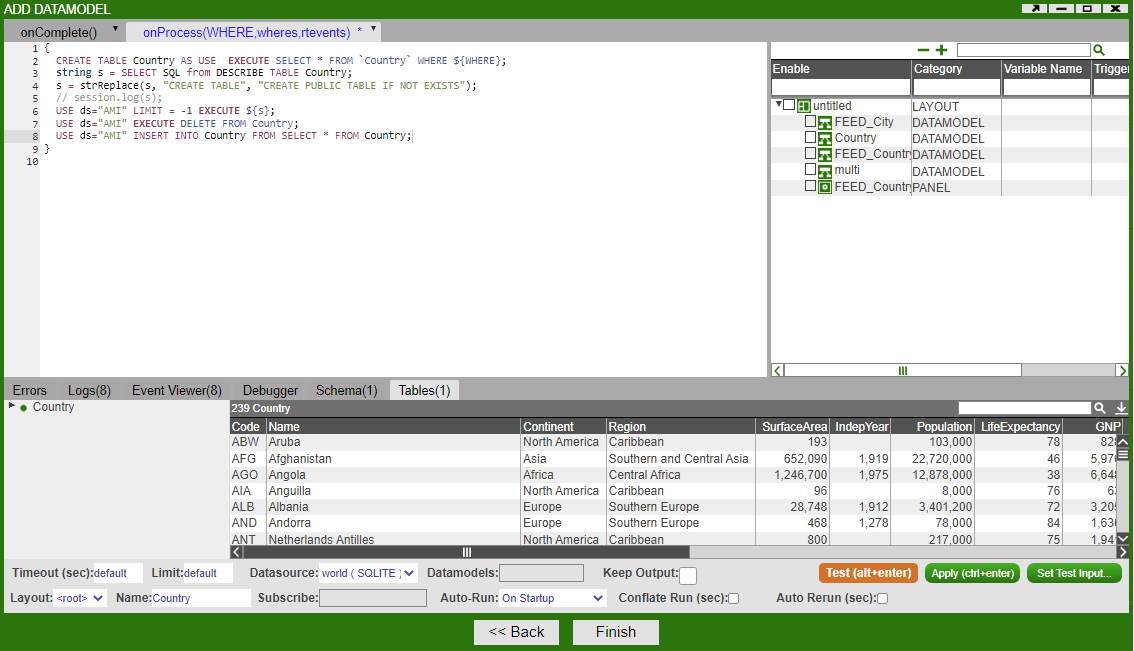 ADD DATAMODEL
onComplete() onProcess(WHERE,wheres,rtevents) *
1 {
2 CREATE TABLE Country AS USE EXECUTE SELECT * FROM `Country` WHERE ${WHERE};
3 string s = SELECT SQL from DESCRIBE TABLE Country;
4 s = strReplace(s, "CREATE TABLE", "CREATE PUBLIC TABLE IF NOT EXISTS");
5 // session.log(s);
6 USE ds="AMI" LIMIT = -1 EXECUTE ${s};
7 USE ds="AMI" EXECUTE DELETE FROM Country;
8 USE ds="AMI" INSERT INTO Country FROM SELECT * FROM Country;
9 }
10
Enable Category Variable Name Trigger
untitled LAYOUT
FEED_City DATAMODEL
Country DATAMODEL
FEED_Country DATAMODEL
multi DATAMODEL
FEED_Country PANEL
Errors Logs(8) Event Viewer(8) Debugger Schema(1) Tables(1)
Country
239 Country
Code Name Continent Region SurfaceArea IndepYear Population LifeExpectancy GNP
ABW Aruba North America Caribbean 193 103,000 78 828
AFG Afghanistan Asia Southern and Central Asia 652,090 1,919 22,720,000 46 5,976
AGO Angola Africa Central Africa 1,246,700 1,975 12,878,000 38 6,648
AIA Anguilla North America Caribbean 96 8,000 76 63
ALB Albania Europe Southern Europe 28,748 1,912 3,401,200 72 3,205
AND Andorra Europe Southern Europe 468 1,278 78,000 84 1,630
ANT Netherlands Antilles North America Caribbean 800 217,000 75 1,941
Timeout (sec): default Limit: default Datasource: world ( SQLITE ) Datamodels: Keep Output: Test (alt+enter) Apply (ctrl+enter) Set Test Input...
Layout: <root> Name: Country Subscribe: Auto-Run: On Startup Conflate Run (sec): Auto Rerun (sec):
<< Back Finish